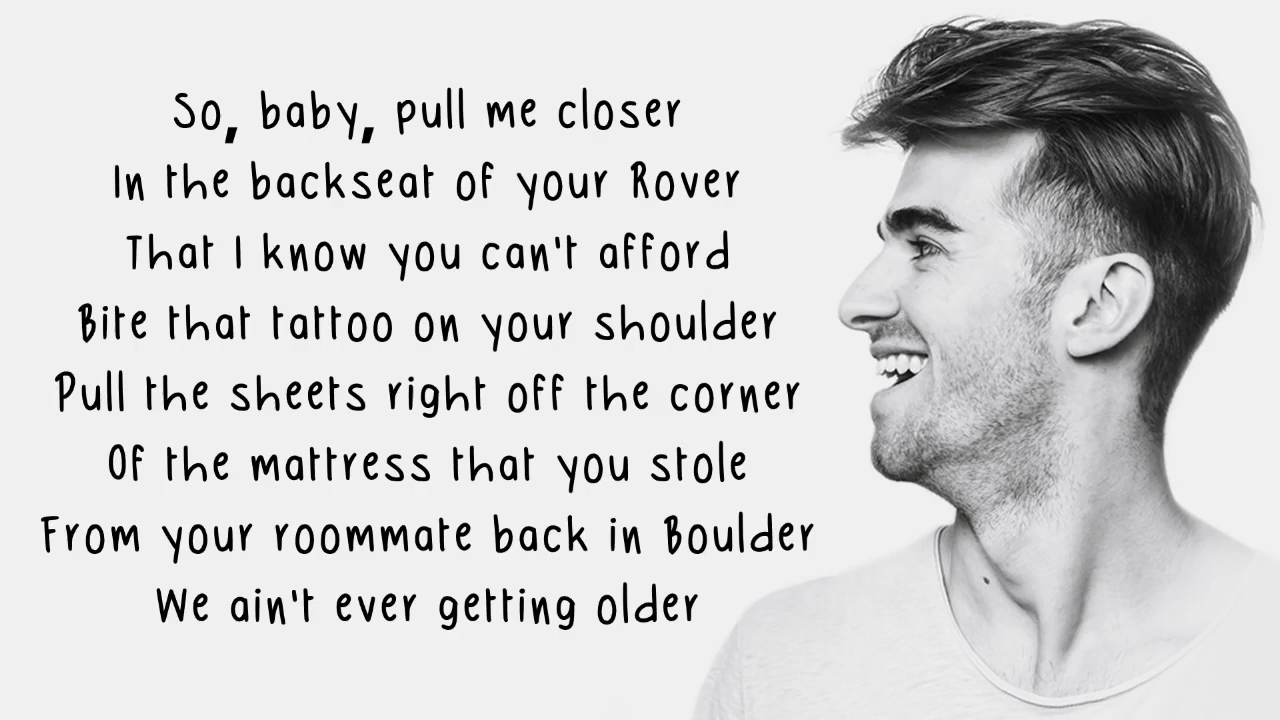 So, baby, pull me closer
In the backseat of your Rover
That I know you can't afford
Bite that tattoo on your shoulder
Pull the sheets right off the corner
Of the mattress that you stole
From your roommate back in Boulder
We ain't ever getting older